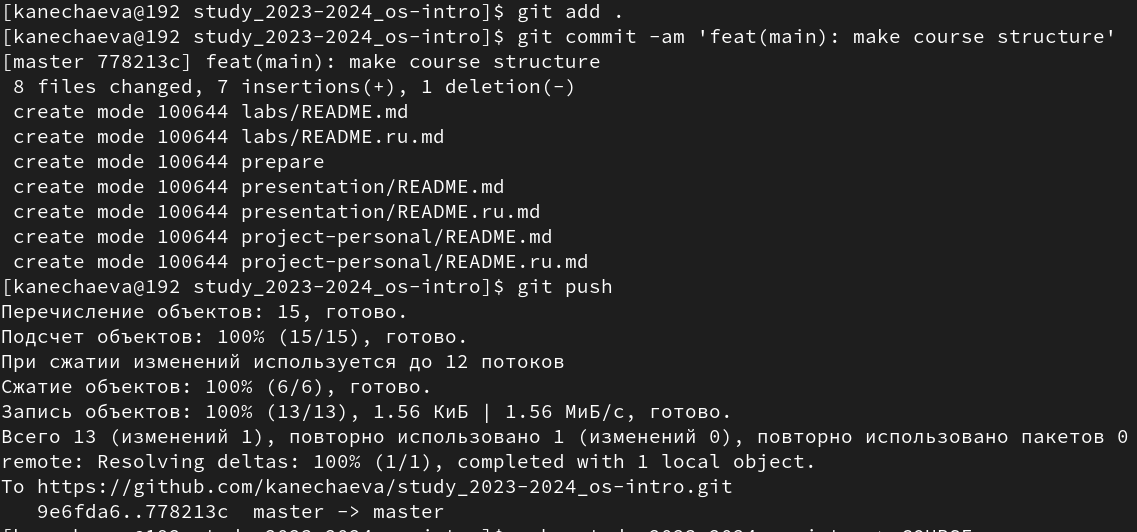 [kanechaeva@192 study_2023-2024_os-intro]$ git add .
[kanechaeva@192 study_2023-2024_os-intro]$ git commit -am 'feat(main): make course structure'
[master 778213c] feat(main): make course structure
 8 files changed, 7 insertions(+), 1 deletion(-)
 create mode 100644 labs/README.md
 create mode 100644 labs/README.ru.md
 create mode 100644 prepare
 create mode 100644 presentation/README.md
 create mode 100644 presentation/README.ru.md
 create mode 100644 project-personal/README.md
 create mode 100644 project-personal/README.ru.md
[kanechaeva@192 study_2023-2024_os-intro]$ git push
Перечисление объектов: 15, готово.
Подсчет объектов: 100% (15/15), готово.
При сжатии изменений используется до 12 потоков
Сжатие объектов: 100% (6/6), готово.
Запись объектов: 100% (13/13), 1.56 КиБ | 1.56 МиБ/с, готово.
Всего 13 (изменений 1), повторно использовано 1 (изменений 0), повторно использовано пакетов 0
remote: Resolving deltas: 100% (1/1), completed with 1 local object.
To https://github.com/kanechaeva/study_2023-2024_os-intro.git
   9e6fda6..778213c  master -> master